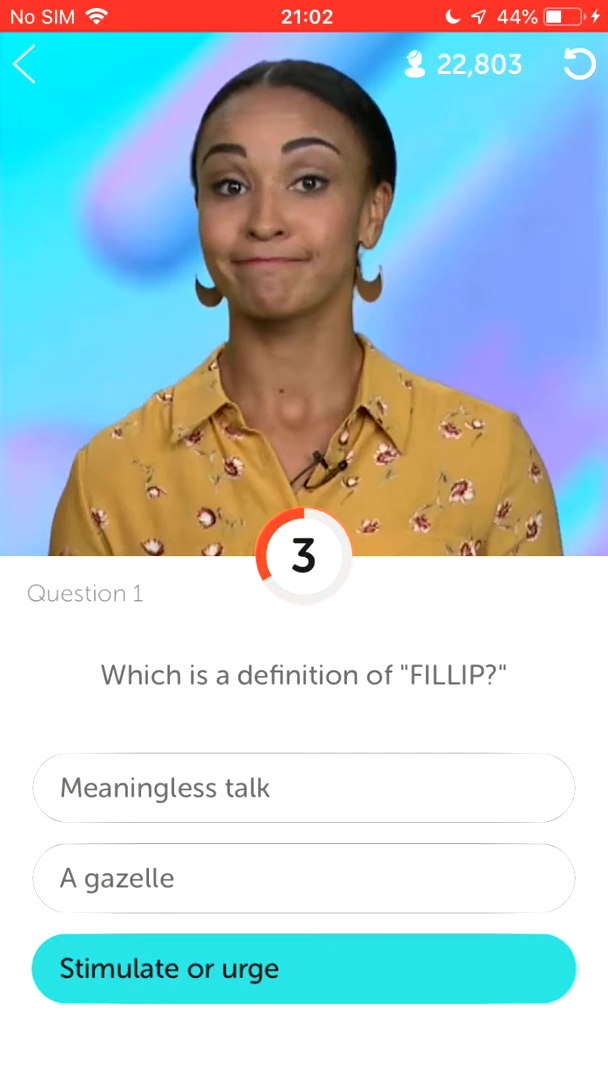 No SIM 21:02 44%
22,803
3
Question 1
Which is a definition of "FILLIP?"
Meaningless talk
A gazelle
Stimulate or urge